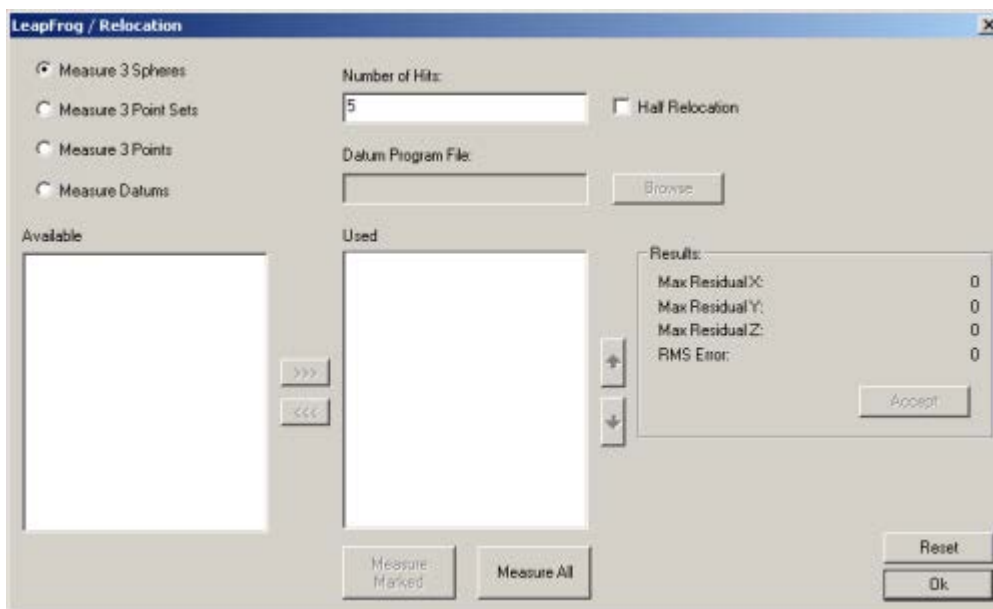 LeapFrog / Relocation
Measure 3 Spheres
Measure 3 Point Sets
Measure 3 Points
Measure Datums
Number of Hits:
5
Half Relocation
Datum Program File:
Browse
Available
Used
>>>
<<<
Results:
Max Residual X: 0
Max Residual Y: 0
Max Residual Z: 0
RMS Error: 0
Accept
Measure
Marked
Measure All
Reset
Ok